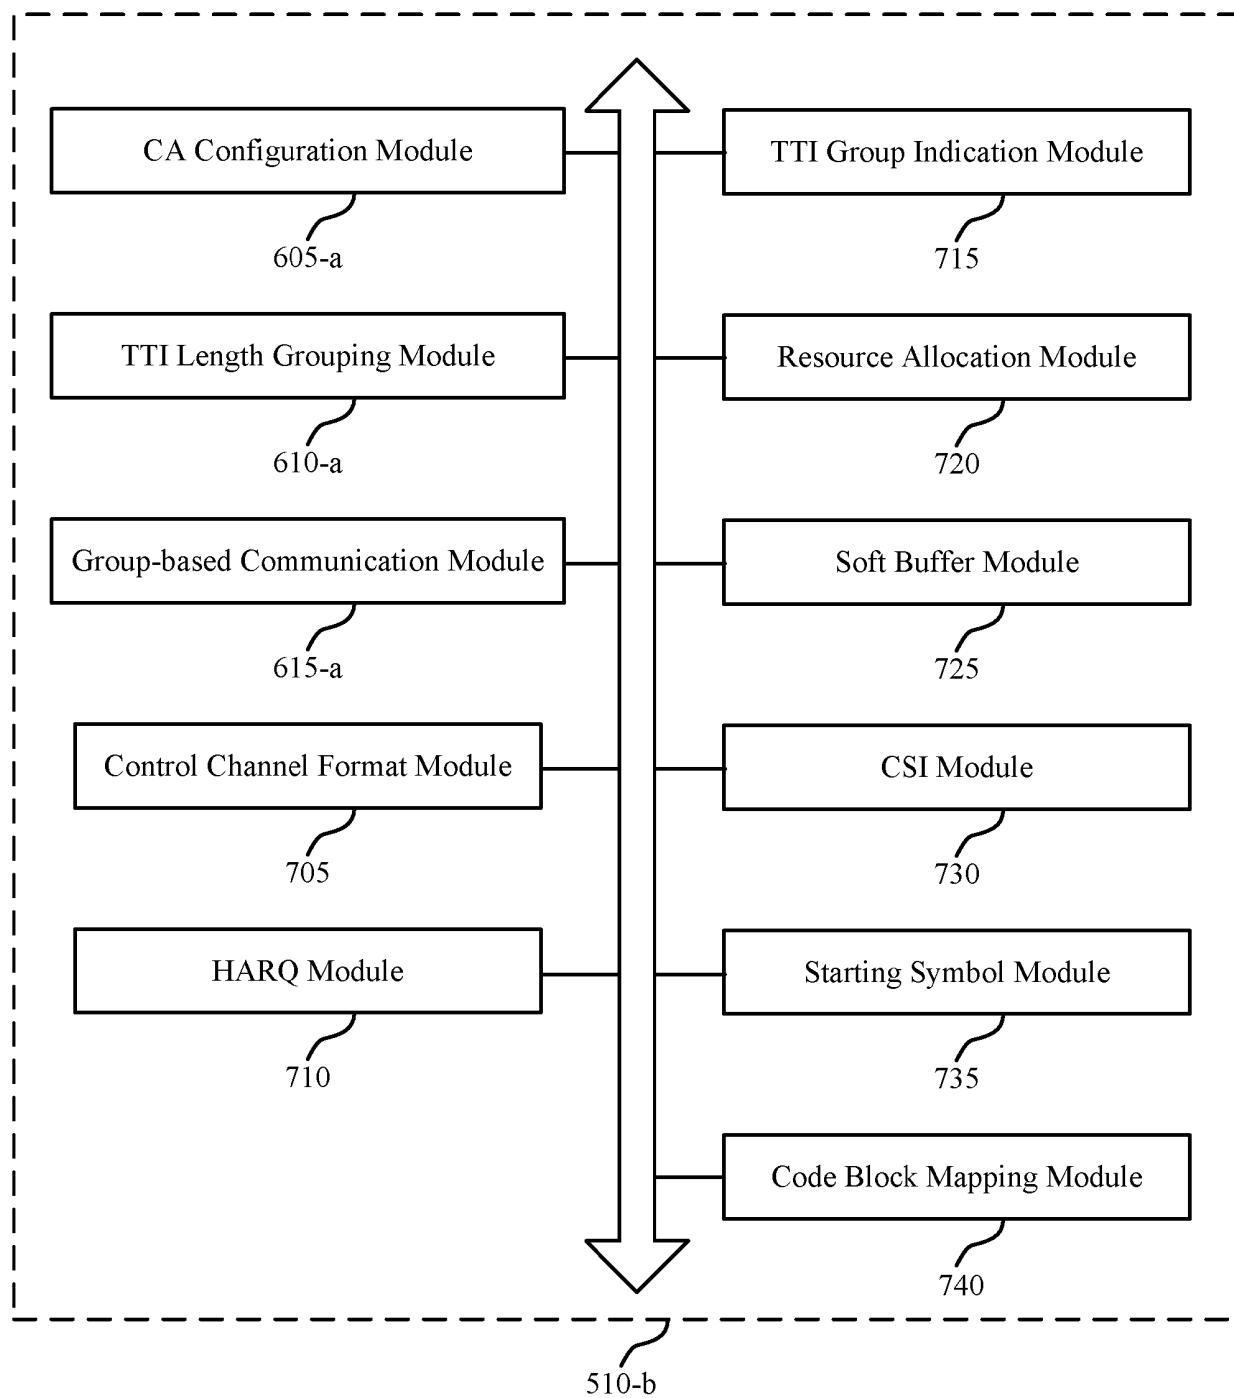 CA Configuration Module
605-a
TTI Length Grouping Module
610-a
Group-based Communication Module
615-a
Control Channel Format Module
705
HARQ Module
710
TTI Group Indication Module
715
Resource Allocation Module
720
Soft Buffer Module
725
CSI Module
730
Starting Symbol Module
735
Code Block Mapping Module
740
510-b